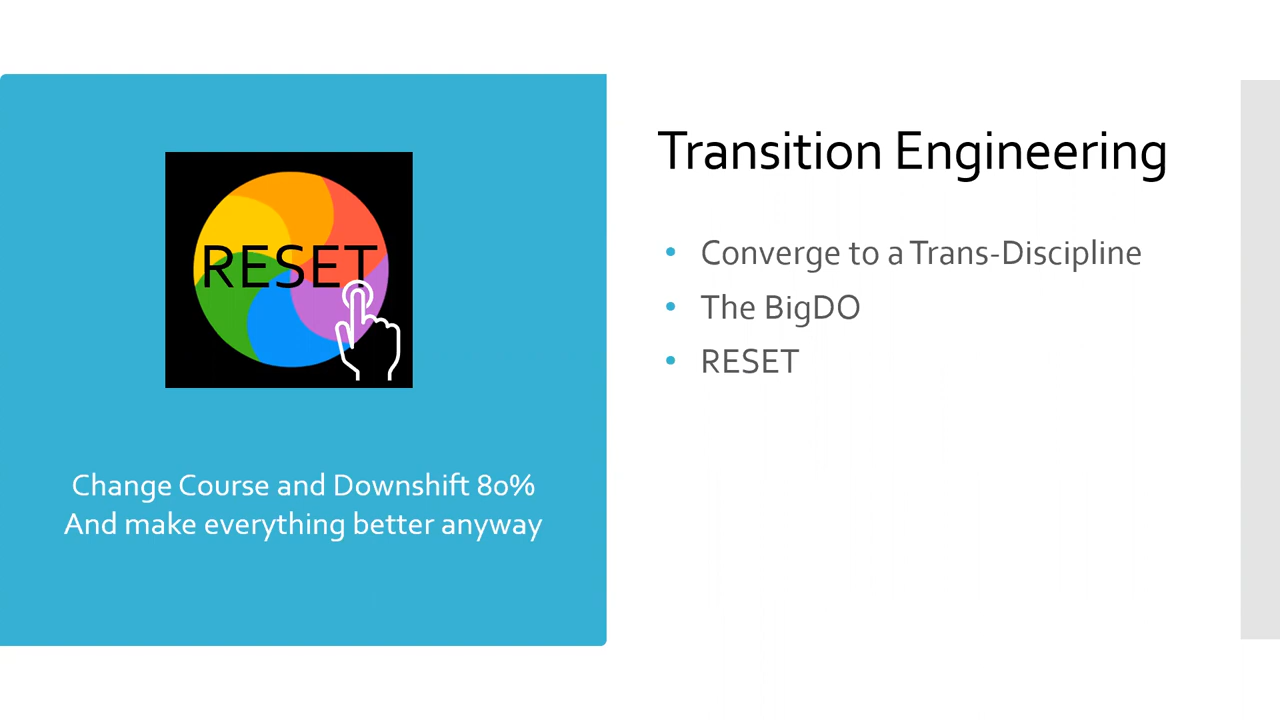 RESET
Change Course and Downshift 80%
And make everything better anyway
Transition Engineering
• Converge to a Trans-Discipline
• The BigDO
• RESET